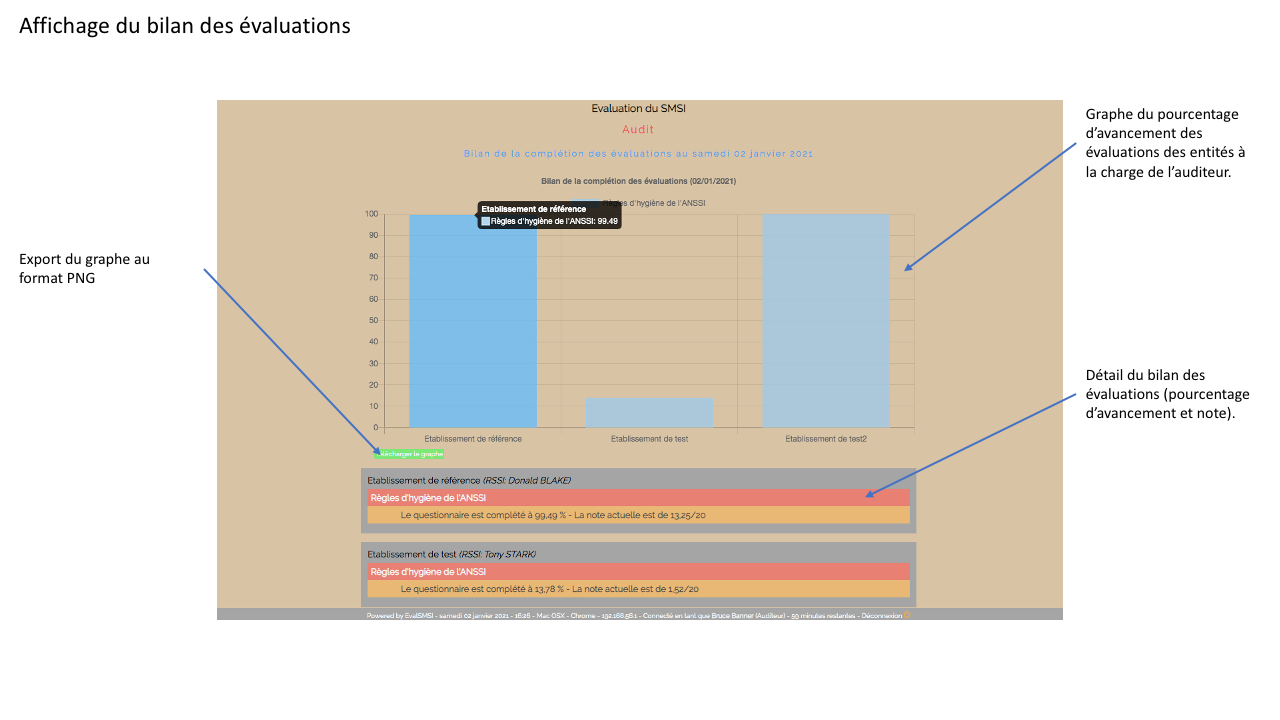 Affichage du bilan des évaluations
Evaluation du SMSI
Audit
Bilan de la complétion des évaluations au samedi 02 janvier 2021
Bilan de la complétion des évaluations (02/01/2021)
Règles d'hygiène de l'ANSSI
Etablissement de référence
Règles d'hygiène de l'ANSSI: 99.49
100
90
80
70
60
50
40
30
20
10
0
Etablissement de référence
Etablissement de test
Etablissement de test2
Télécharger le graphe
Etablissement de référence (RSSI: Donald BLAKE)
Règles d'hygiène de l'ANSSI
Le questionnaire est complété à 99,49 % - La note actuelle est de 13,25/20
Etablissement de test (RSSI: Tony STARK)
Règles d'hygiène de l'ANSSI
Le questionnaire est complété à 13,78 % - La note actuelle est de 1,52/20
Powered by EvalSMSI - samedi 02 janvier 2021 - 16:26 - Mac OSX - Chrome - 192.168.58.1 - Connecté en tant que Bruce Banner (Auditeur) - 59 minutes restantes - Déconnexion
Export du graphe au
format PNG
Graphe du pourcentage
d'avancement des
évaluations des entités à
la charge de l'auditeur.
Détail du bilan des
évaluations (pourcentage
d'avancement et note).